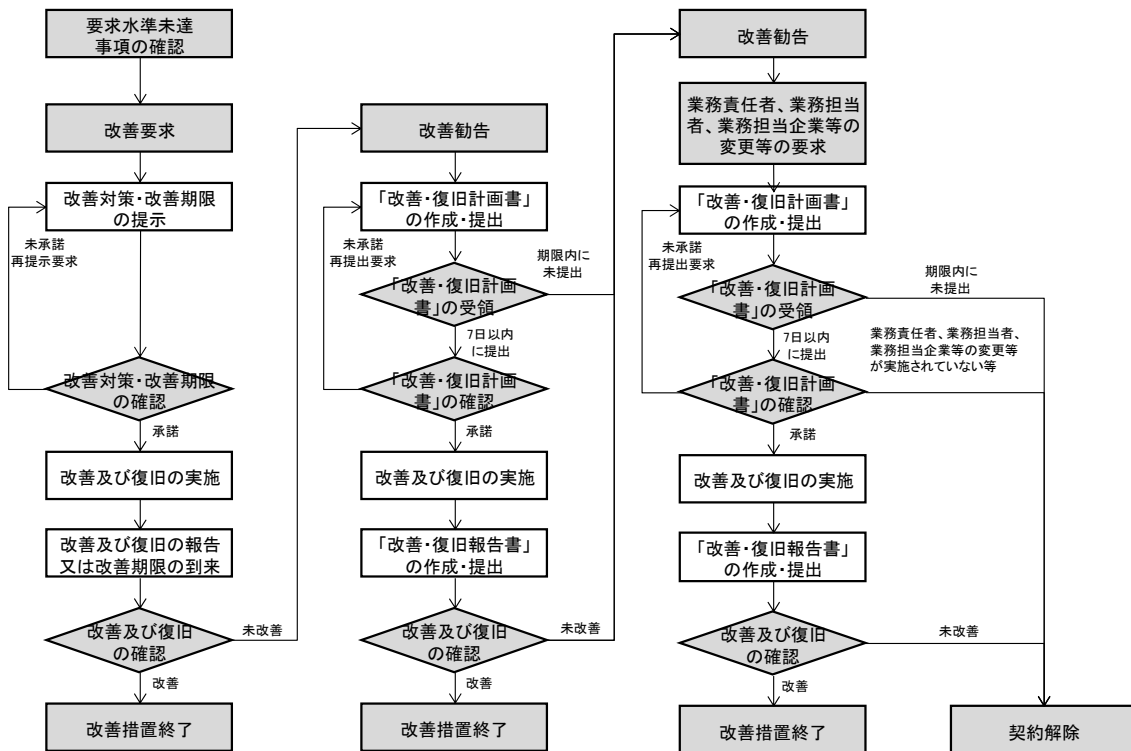 要求水準未達
事項の確認
改善要求
改善対策・改善期限
の提示
未承諾
再提示要求
改善対策・改善期限
の確認
承諾
改善及び復旧の実施
改善及び復旧の報告
又は改善期限の到来
改善及び復旧
の確認
未改善
改善
改善措置終了
改善勧告
「改善・復旧計画書」
の作成・提出
未承諾
再提出要求
期限内に
未提出
「改善・復旧計画
書」の受領
7日以内
に提出
「改善・復旧計画
書」の確認
承諾
改善及び復旧の実施
「改善・復旧報告書」
の作成・提出
改善及び復旧
の確認
未改善
改善
改善措置終了
改善勧告
業務責任者、業務担当
者、業務担当企業等の
変更等の要求
「改善・復旧計画書」
の作成・提出
未承諾
再提出要求
「改善・復旧計画
書」の受領
期限内に
未提出
7日以内
に提出
業務責任者、業務担当者、
業務担当企業等の変更等
が実施されていない等
「改善・復旧計画
書」の確認
承諾
改善及び復旧の実施
「改善・復旧報告書」
の作成・提出
改善及び復旧
の確認
未改善
改善
改善措置終了
契約解除